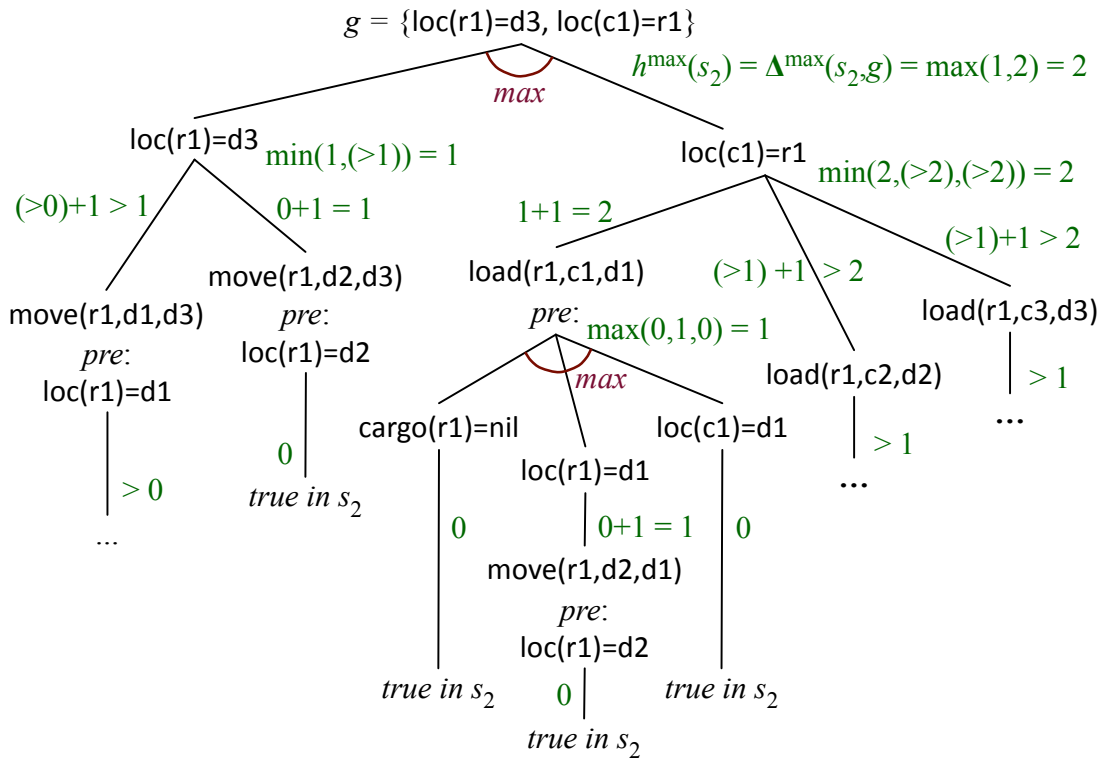 g = {loc(r1)=d3, loc(c1)=r1}
hᵐᵃˣ(s₂) = Δᵐᵃˣ(s₂,g) = max(1,2) = 2
max
loc(r1)=d3
min(1,(>1)) = 1
loc(c1)=r1
min(2,(>2),(>2)) = 2
(>0)+1 > 1
0+1 = 1
1+1 = 2
(>1)+1 > 2
move(r1,d2,d3)
pre:
loc(r1)=d2
load(r1,c1,d1)
pre:
max(0,1,0) = 1
(>1) +1 > 2
load(r1,c3,d3)
move(r1,d1,d3)
pre:
loc(r1)=d1
max
load(r1,c2,d2)
> 1
...
cargo(r1)=nil
loc(r1)=d1
loc(c1)=d1
> 1
...
> 0
...
0
true in s₂
0
0+1 = 1
0
move(r1,d2,d1)
pre:
loc(r1)=d2
true in s₂
0
true in s₂
true in s₂